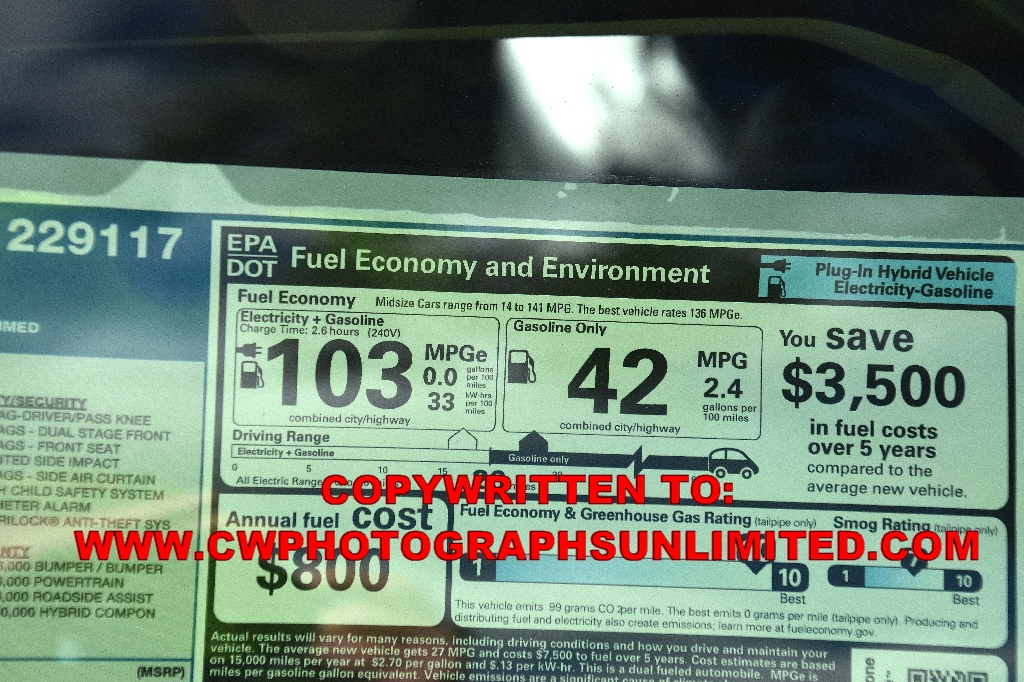 229117
EPA
DOT
Fuel Economy and Environment
Plug-In Hybrid Vehicle
Electricity-Gasoline
Fuel Economy
Midsize Cars range from 14 to 141 MPG. The best vehicle rates 136 MPGe.
Electricity + Gasoline
Charge Time: 2.6 hours (240V)
103
MPGe
0.0
gallons
per 100
miles
33
kW-hrs
per 100
miles
combined city/highway
Gasoline Only
42
MPG
2.4
gallons per
100 miles
combined city/highway
Driving Range
Electricity + Gasoline
Gasoline only
0 5 10 15
All Electric Range
You save
$3,500
in fuel costs
over 5 years
compared to the
average new vehicle.
COPYWRITTEN TO:
WWW.CWPHOTOGRAPHSUNLIMITED.COM
Annual fuel cost
$800
Fuel Economy & Greenhouse Gas Rating (tailpipe only)
1
10
Best
Smog Rating (tailpipe only)
1
7
10
Best
This vehicle emits 99 grams CO2 per mile. The best emits 0 grams per mile (tailpipe only). Producing and
distributing fuel and electricity also create emissions; learn more at fueleconomy.gov.
Actual results will vary for many reasons, including driving conditions and how you drive and maintain your
vehicle. The average new vehicle gets 27 MPG and costs $7,500 to fuel over 5 years. Cost estimates are based
on 15,000 miles per year at $2.70 per gallon and $.13 per kW-hr. This is a dual fueled automobile. MPGe is
miles per gasoline gallon equivalent. Vehicle emissions are a significant cause of
Y/SECURITY
AG-DRIVER/PASS KNEE
AGS - DUAL STAGE FRONT
AGS - FRONT SEAT
TED SIDE IMPACT
AGS - SIDE AIR CURTAIN
H CHILD SAFETY SYSTEM
METER ALARM
RILOCK® ANTI-THEFT SYS
NTY
,000 BUMPER / BUMPER
,000 POWERTRAIN
,000 ROADSIDE ASSIST
0,000 HYBRID COMPON
(MSRP)